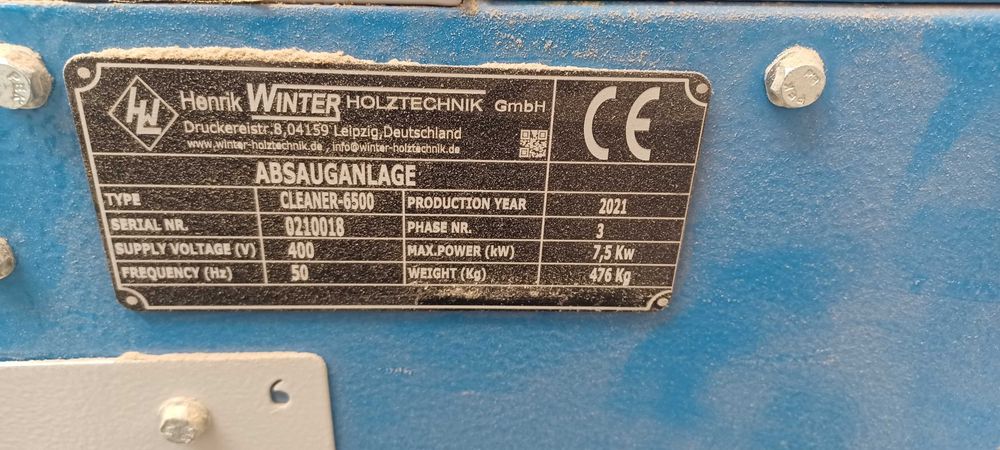 HW
Henrik WINTER HOLZTECHNIK GmbH
Druckereistr.8,04159 Leipzig,Deutschland
www.winter-holztechnik.de , info@winter-holztechnik.de
CE
ABSAUGANLAGE
TYPE CLEANER-6500 PRODUCTION YEAR 2021
SERIAL NR. 0210018 PHASE NR. 3
SUPPLY VOLTAGE (V) 400 MAX.POWER (kW) 7,5 Kw
FREQUENCY (Hz) 50 WEIGHT (Kg) 476 Kg